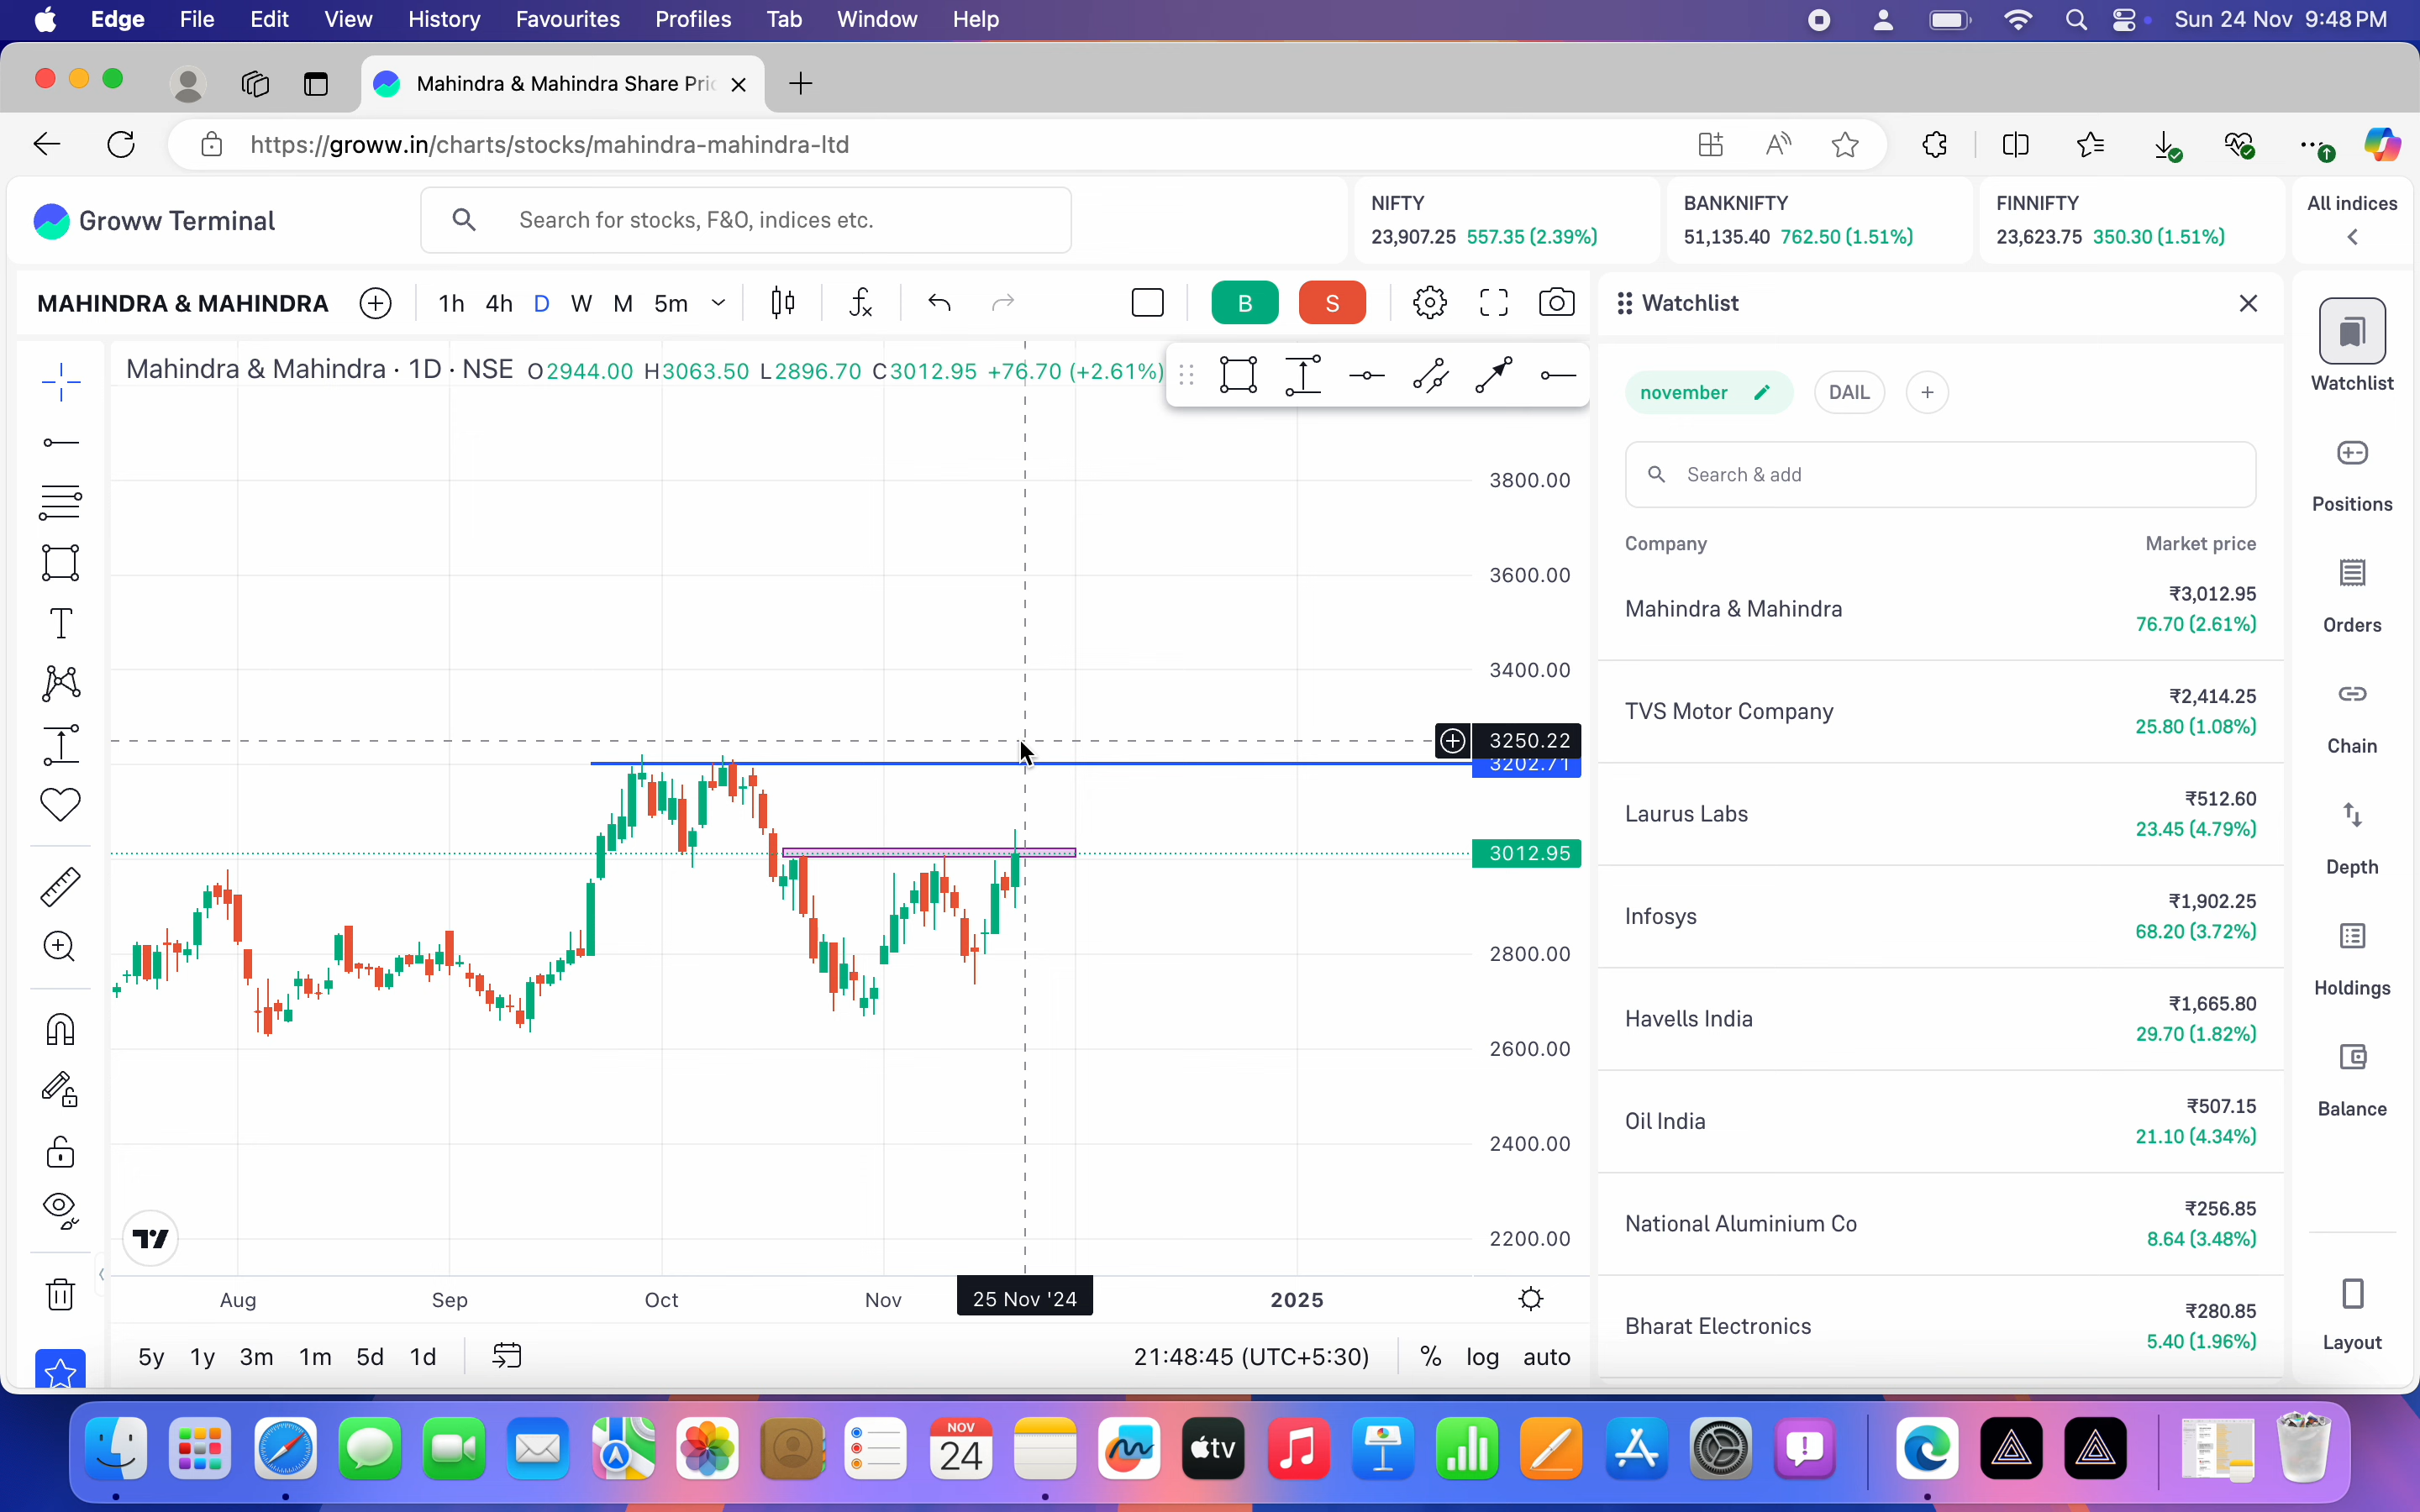 Edge File Edit View History Favourites Profiles Tab Window Help Sun 24 Nov 9:48 PM
Mahindra & Mahindra Share Pric
https://groww.in/charts/stocks/mahindra-mahindra-ltd
Groww Terminal
Search for stocks, F&O, indices etc.
NIFTY
23,907.25 557.35 (2.39%)
BANKNIFTY
51,135.40 762.50 (1.51%)
FINNIFTY
23,623.75 350.30 (1.51%)
All indices
MAHINDRA & MAHINDRA 1h 4h D W M 5m B S
Mahindra & Mahindra · 1D · NSE O2944.00 H3063.50 L2896.70 C3012.95 +76.70 (+2.61%)
3800.00
3600.00
3400.00
3250.22
3202.71
3012.95
2800.00
2600.00
2400.00
2200.00
Aug Sep Oct Nov 25 Nov '24 2025
5y 1y 3m 1m 5d 1d 21:48:45 (UTC+5:30) % log auto
Watchlist
november DAIL
Search & add
Company Market price
Mahindra & Mahindra ₹3,012.95
76.70 (2.61%)
TVS Motor Company ₹2,414.25
25.80 (1.08%)
Laurus Labs ₹512.60
23.45 (4.79%)
Infosys ₹1,902.25
68.20 (3.72%)
Havells India ₹1,665.80
29.70 (1.82%)
Oil India ₹507.15
21.10 (4.34%)
National Aluminium Co ₹256.85
8.64 (3.48%)
Bharat Electronics ₹280.85
5.40 (1.96%)
Watchlist
Positions
Orders
Chain
Depth
Holdings
Balance
Layout
NOV
24
tv